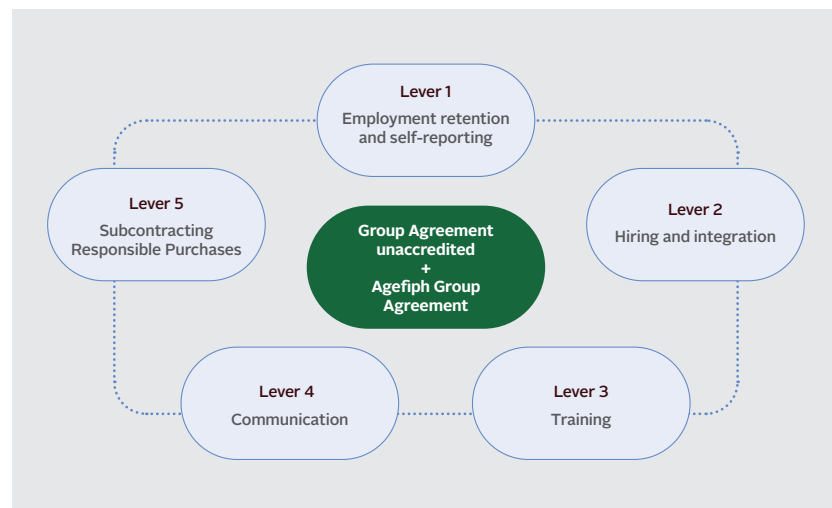 Lever 1
Employment retention
and self-reporting
Lever 2
Hiring and integration
Lever 3
Training
Lever 4
Communication
Lever 5
Subcontracting
Responsible Purchases
Group Agreement
unaccredited
+
Agefiph Group
Agreement